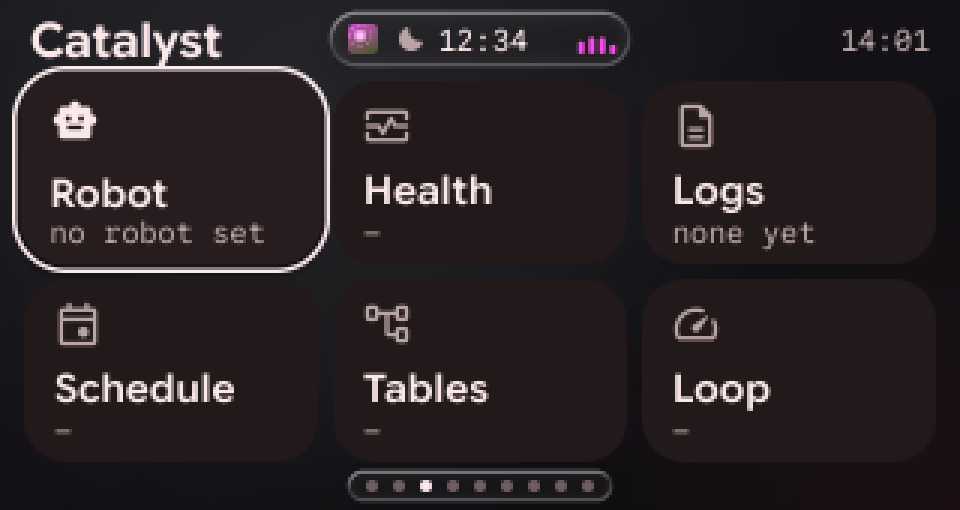 Catalyst
12:34
14:01
Robot
no robot set
Health
–
Logs
none yet
Schedule
–
Tables
–
Loop
–